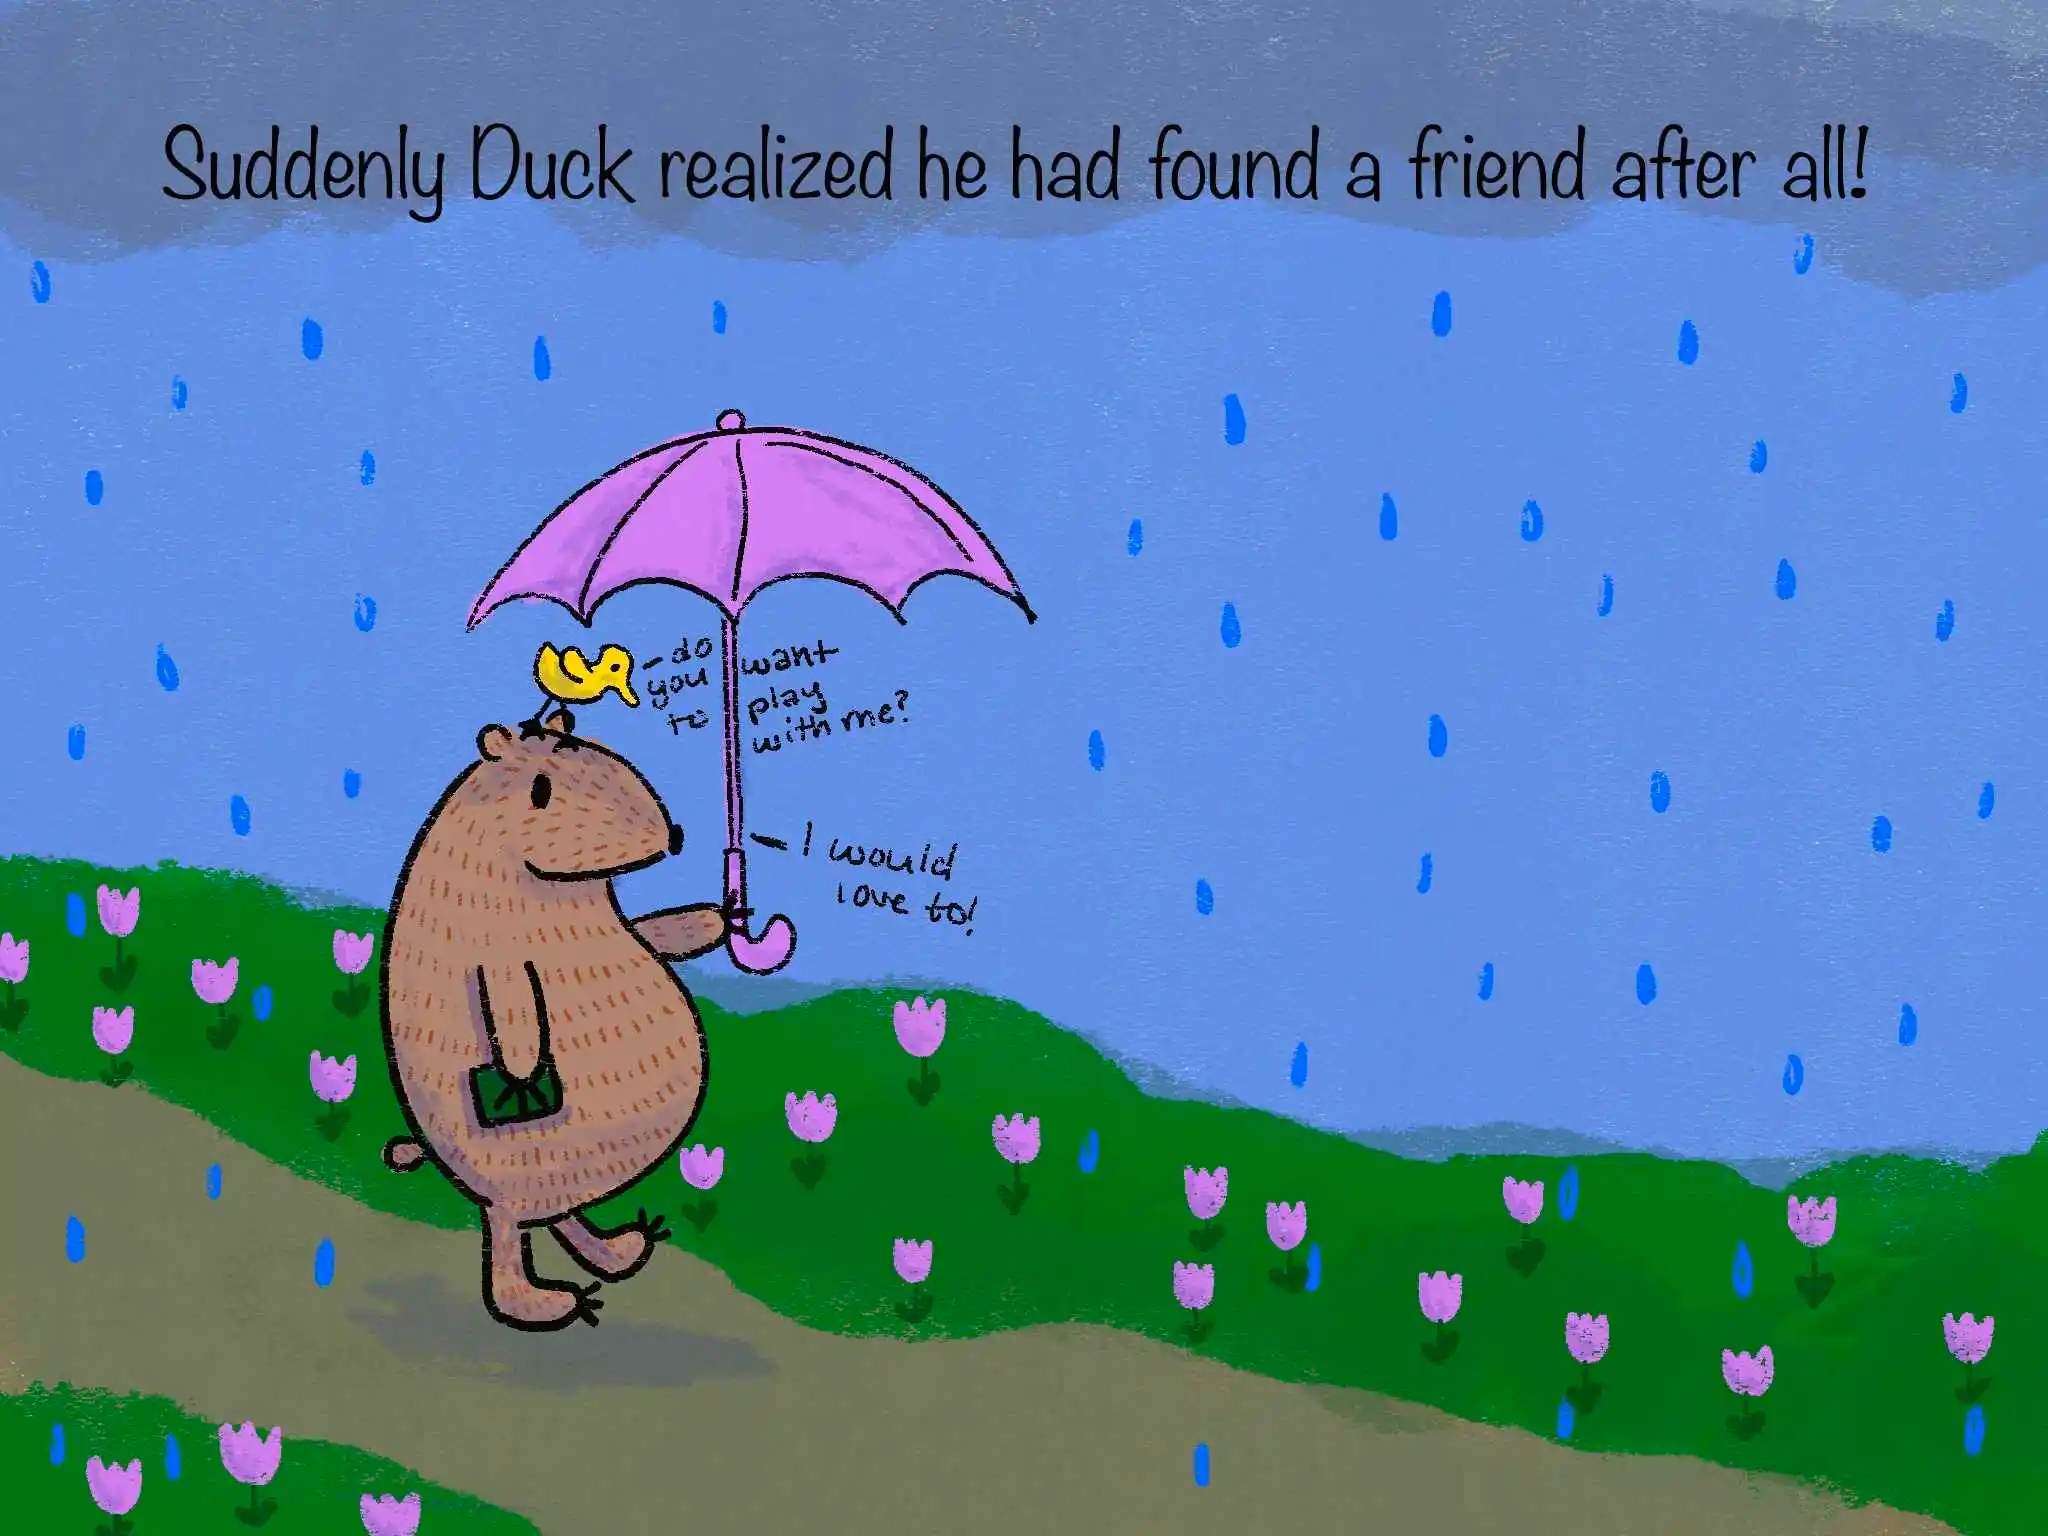 Suddenly Duck realized he had found a friend after all!
- do want
you play
to with me?
- I would
love to!